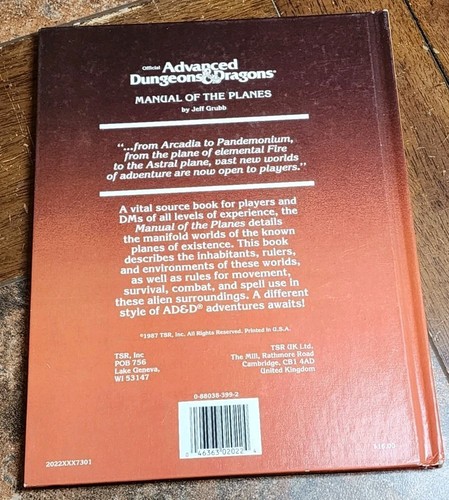 Official Advanced
Dungeons & Dragons™
MANUAL OF THE PLANES
by Jeff Grubb
"...from Arcadia to Pandemonium,
from the plane of elemental Fire
to the Astral plane, vast new worlds
of adventure are now open to players."
A vital source book for players and
DMs of all levels of experience, the
Manual of the Planes details
the manifold worlds of the known
planes of existence. This book
describes the inhabitants, rulers,
and environments of these worlds,
as well as rules for movement,
survival, combat, and spell use in
these alien surroundings. A different
style of AD&D® adventures awaits!
©1987 TSR, Inc. All Rights Reserved. Printed in U.S.A.
TSR, Inc
POB 756
Lake Geneva,
WI 53147
TSR UK Ltd.
The Mill, Rathmore Road
Cambridge, CB1 4AD
United Kingdom
0-88038-399-2
0 46363 02022 4
2022XXX7301